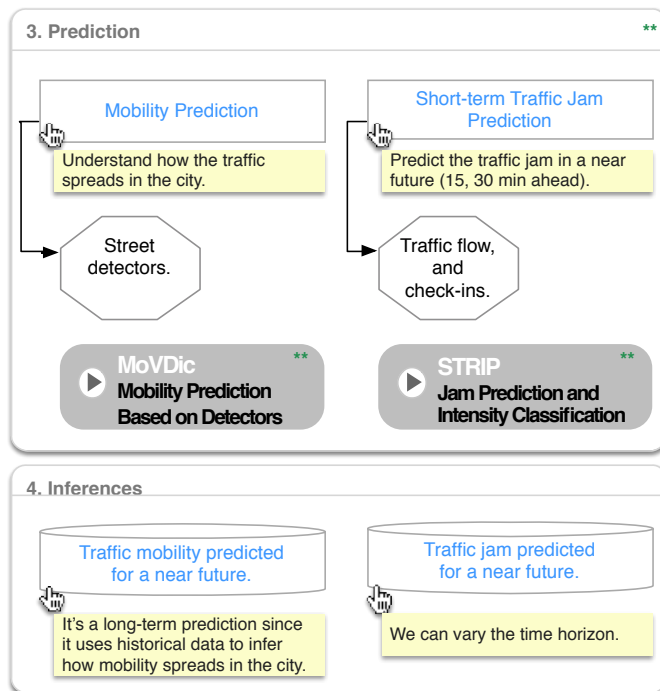 3. Prediction
**
Mobility Prediction
Understand how the traffic
spreads in the city.
Street
detectors.
MoVDic
**
Mobility Prediction
Based on Detectors
Short-term Traffic Jam
Prediction
Predict the traffic jam in a near
future (15, 30 min ahead).
Traffic flow,
and
check-ins.
STRIP
**
Jam Prediction and
Intensity Classification
4. Inferences
Traffic mobility predicted
for a near future.
It's a long-term prediction since
it uses historical data to infer
how mobility spreads in the city.
Traffic jam predicted
for a near future.
We can vary the time horizon.